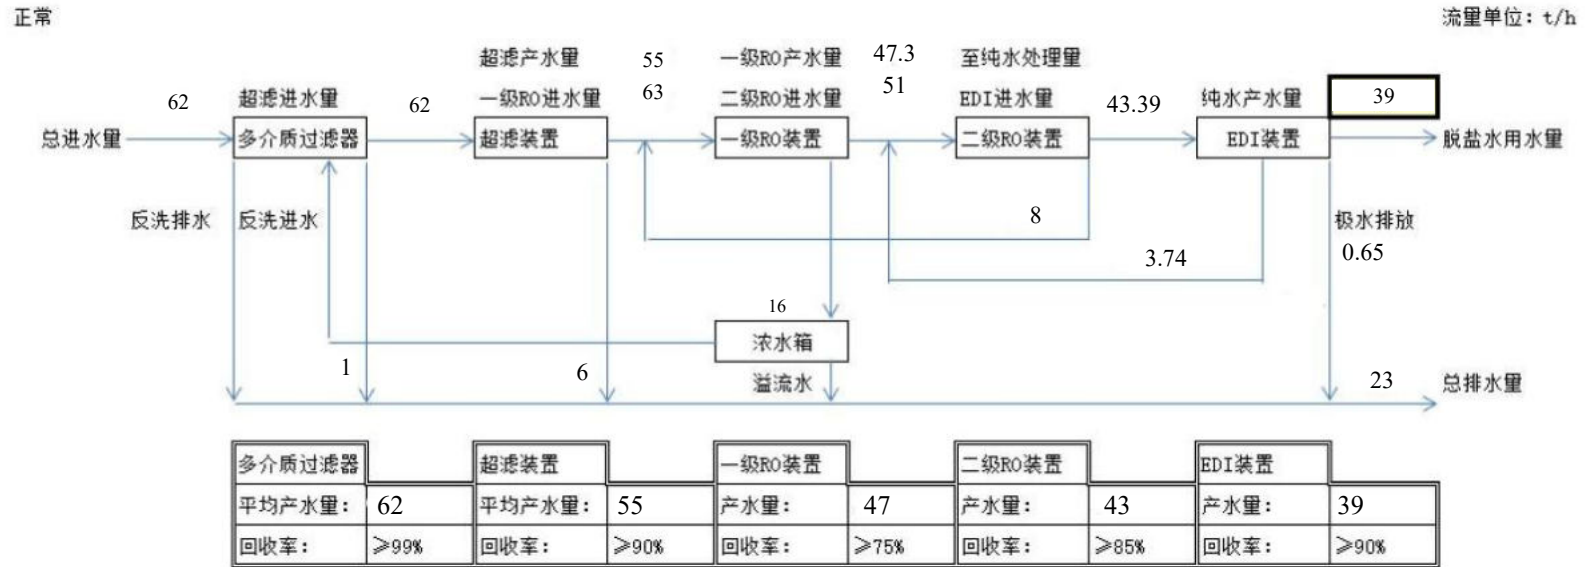 正常
流量单位：t/h
超滤产水量 55 一级RO产水量 47.3 至纯水处理量
62 超滤进水量 62 一级RO进水量 63 二级RO进水量 51 EDI进水量 43.39 纯水产水量 39
总进水量 多介质过滤器 超滤装置 一级RO装置 二级RO装置 EDI装置 脱盐水用水量
反洗排水 反洗进水 8 极水排放
3.74 0.65
16
浓水箱
1 6 溢流水 23 总排水量
多介质过滤器 超滤装置 一级RO装置 二级RO装置 EDI装置
平均产水量： 62 平均产水量： 55 产水量： 47 产水量： 43 产水量： 39
回收率： ≥99% 回收率： ≥90% 回收率： ≥75% 回收率： ≥85% 回收率： ≥90%